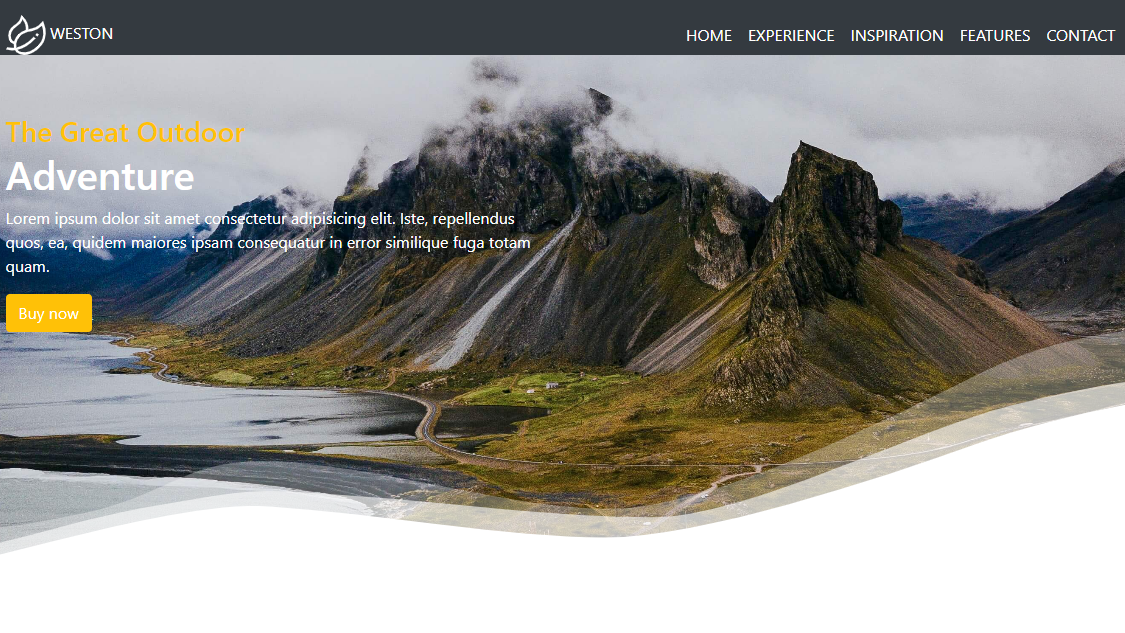 WESTON
HOME EXPERIENCE INSPIRATION FEATURES CONTACT
The Great Outdoor
Adventure
Lorem ipsum dolor sit amet consectetur adipisicing elit. Iste, repellendus
quos, ea, quidem maiores ipsam consequatur in error similique fuga totam
quam.
Buy now